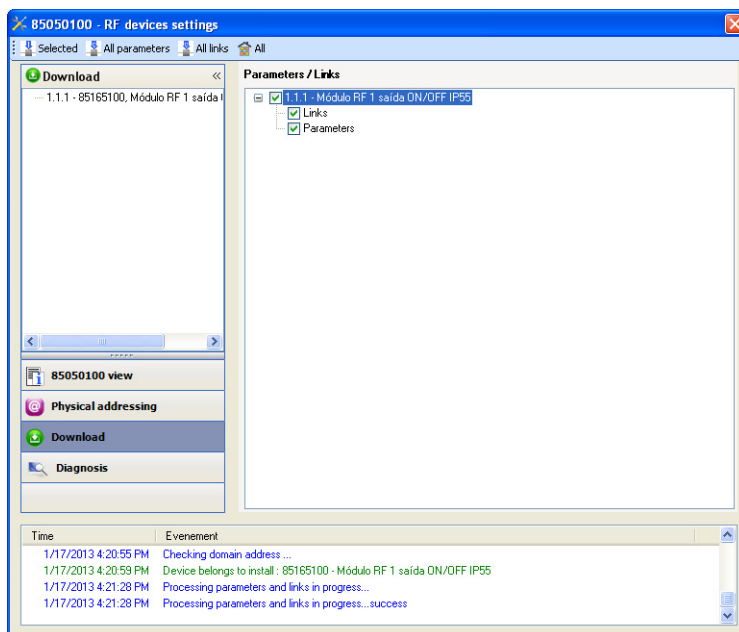 85050100 - RF devices settings
Selected All parameters All links All
Download «
1.1.1 - 85165100, Módulo RF 1 saída
85050100 view
Physical addressing
Download
Diagnosis
Parameters / Links
1.1.1 - Módulo RF 1 saída ON/OFF IP55
Links
Parameters
Time Evenement
1/17/2013 4:20:55 PM Checking domain address ...
1/17/2013 4:20:59 PM Device belongs to install : 85165100 - Módulo RF 1 saída ON/OFF IP55
1/17/2013 4:21:28 PM Processing parameters and links in progress...
1/17/2013 4:21:28 PM Processing parameters and links in progress...success